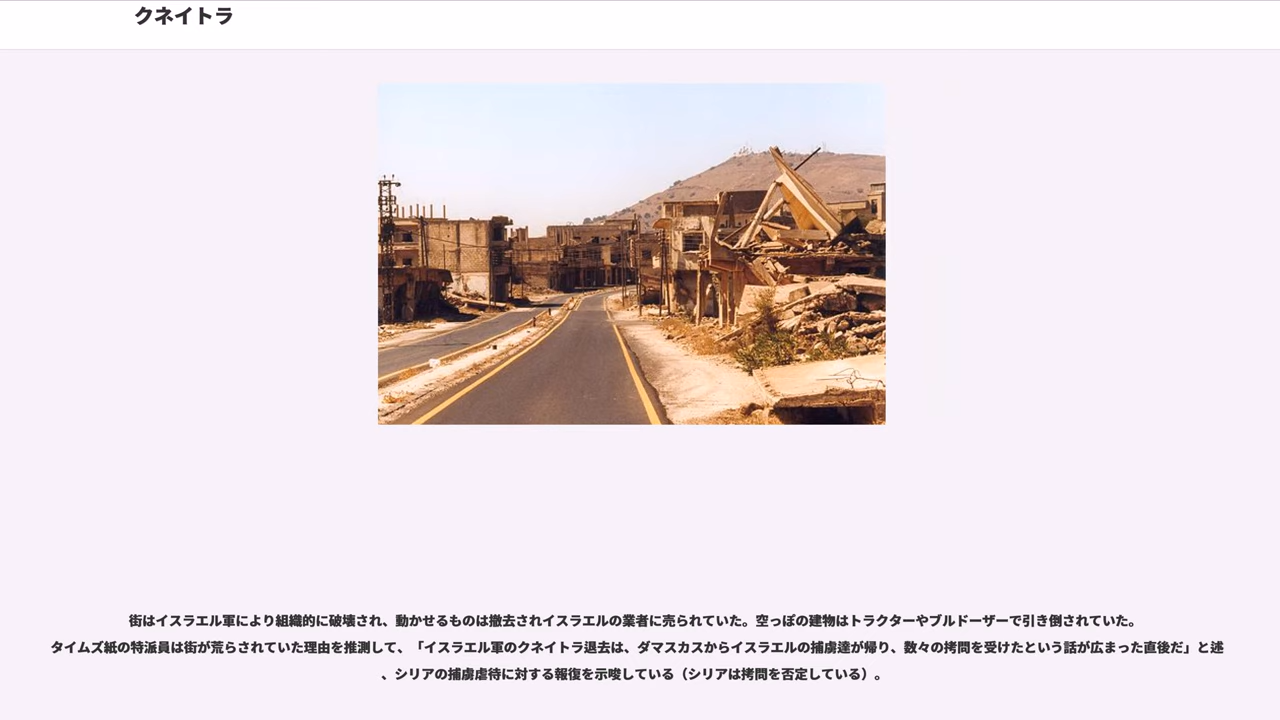 クネイトラ
街はイスラエル軍により組織的に破壊され、動かせるものは撤去されイスラエルの業者に売られていた。空っぽの建物はトラクターやブルドーザーで引き倒されていた。
タイムズ紙の特派員は街が荒らされていた理由を推測して、「イスラエル軍のクネイトラ退去は、ダマスカスからイスラエルの捕虜達が帰り、数々の拷問を受けたという話が広まった直後だ」と述
、シリアの捕虜虐待に対する報復を示唆している（シリアは拷問を否定している）。